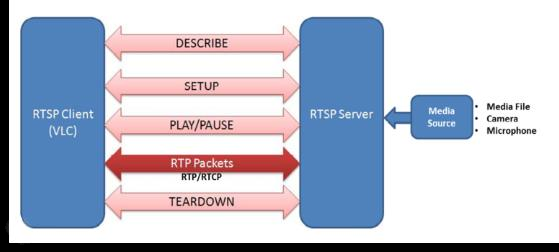 DESCRIBE
SETUP
RTSP Client
(VLC)
PLAY/PAUSE
RTSP Server
Media
Source
• Media File
• Camera
• Microphone
RTP Packets
RTP/RTCP
TEARDOWN